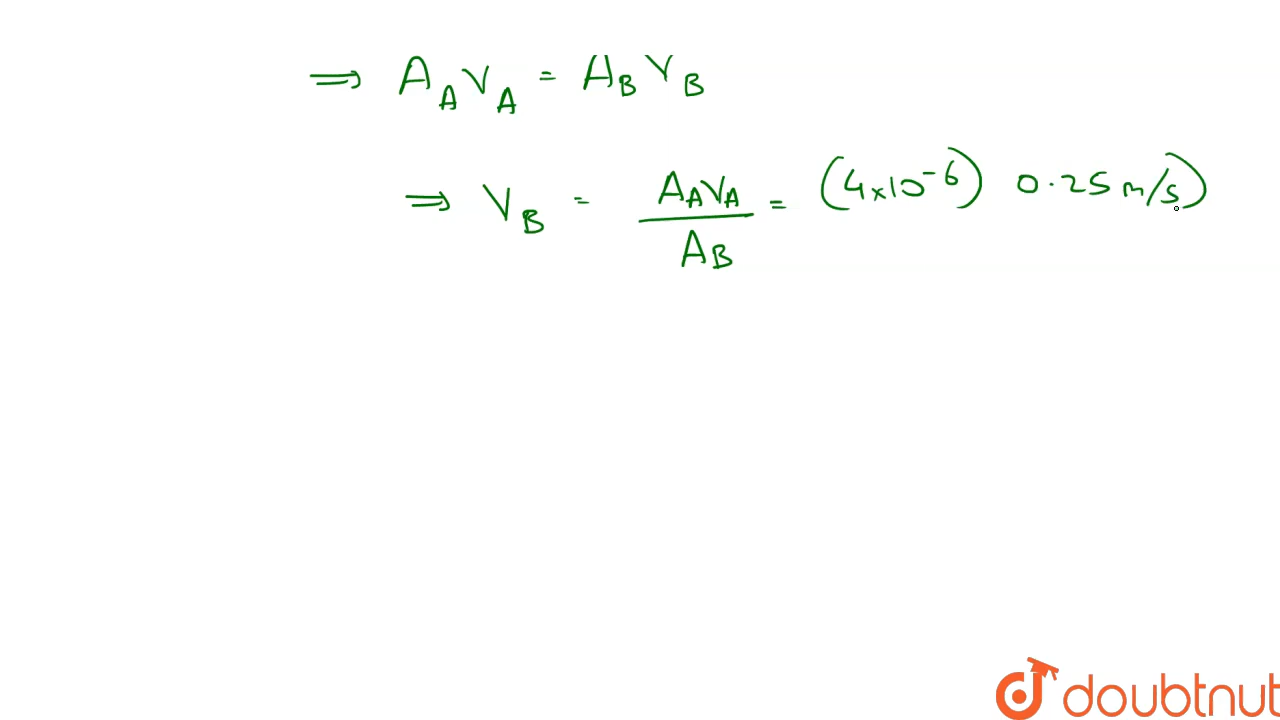 ⇒ A_A V_A = A_B V_B
⇒ V_B = A_A V_A / A_B = (4×10^-6) 0.25 m/s)
doubtnut